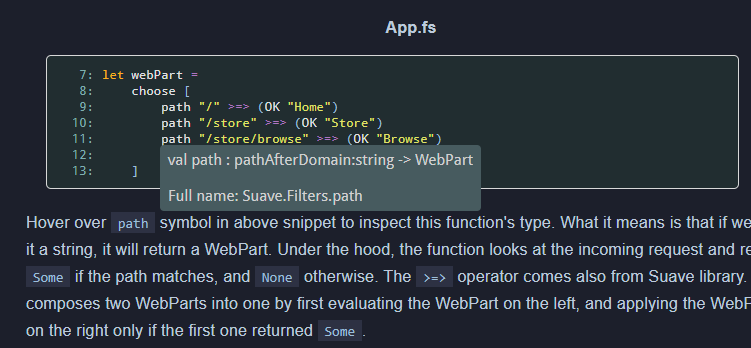 App.fs
7: let webPart =
8:     choose [
9:         path "/" >=> (OK "Home")
10:         path "/store" >=> (OK "Store")
11:         path "/store/browse" >=> (OK "Browse")
12:
val path : pathAfterDomain:string -> WebPart
13:     ]
Full name: Suave.Filters.path
Hover over path symbol in above snippet to inspect this function's type. What it means is that if we
it a string, it will return a WebPart. Under the hood, the function looks at the incoming request and re
Some if the path matches, and None otherwise. The >=> operator comes also from Suave library.
composes two WebParts into one by first evaluating the WebPart on the left, and applying the WebP
on the right only if the first one returned Some.